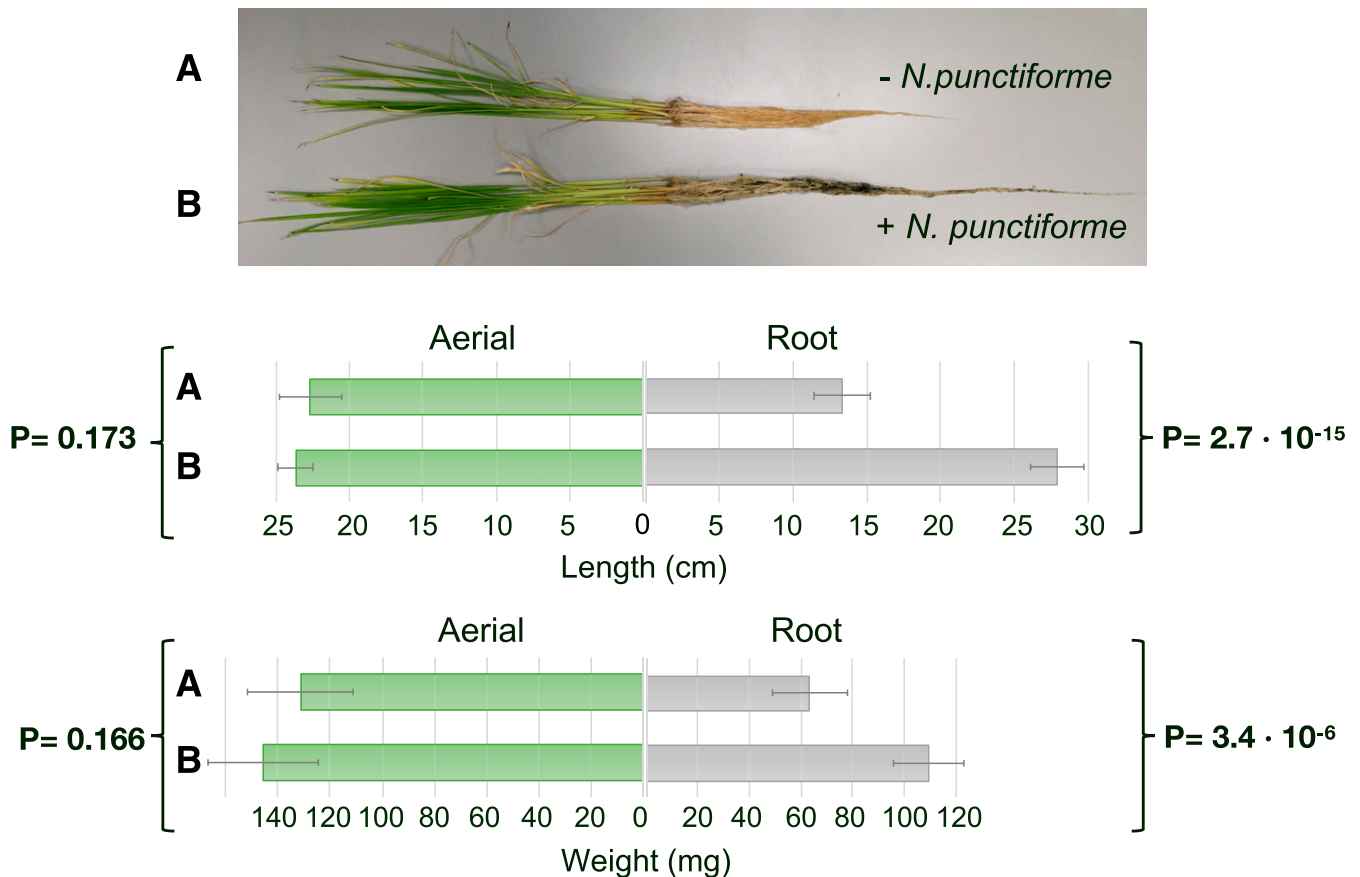 A
- N.punctiforme
B
+ N. punctiforme
Aerial Root
A
P= 0.173
P= 2.7 · 10-15
B
25 20 15 10 5 0 5 10 15 20 25 30
Length (cm)
Aerial Root
A
P= 0.166
P= 3.4 · 10-6
B
140 120 100 80 60 40 20 0 20 40 60 80 100 120
Weight (mg)